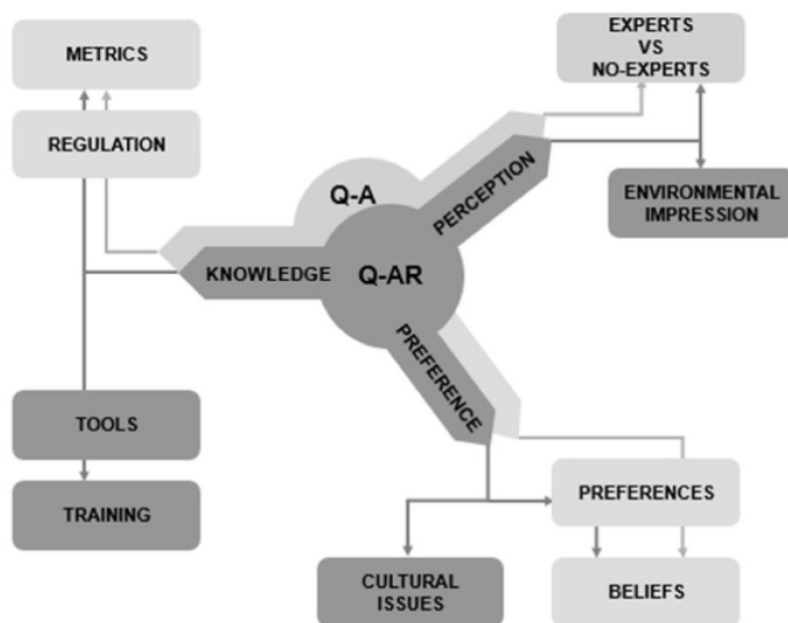 METRICS
REGULATION
EXPERTS
VS
NO-EXPERTS
ENVIRONMENTAL
IMPRESSION
Q-A
PERCEPTION
KNOWLEDGE
Q-AR
PREFERENCE
TOOLS
TRAINING
PREFERENCES
CULTURAL
ISSUES
BELIEFS